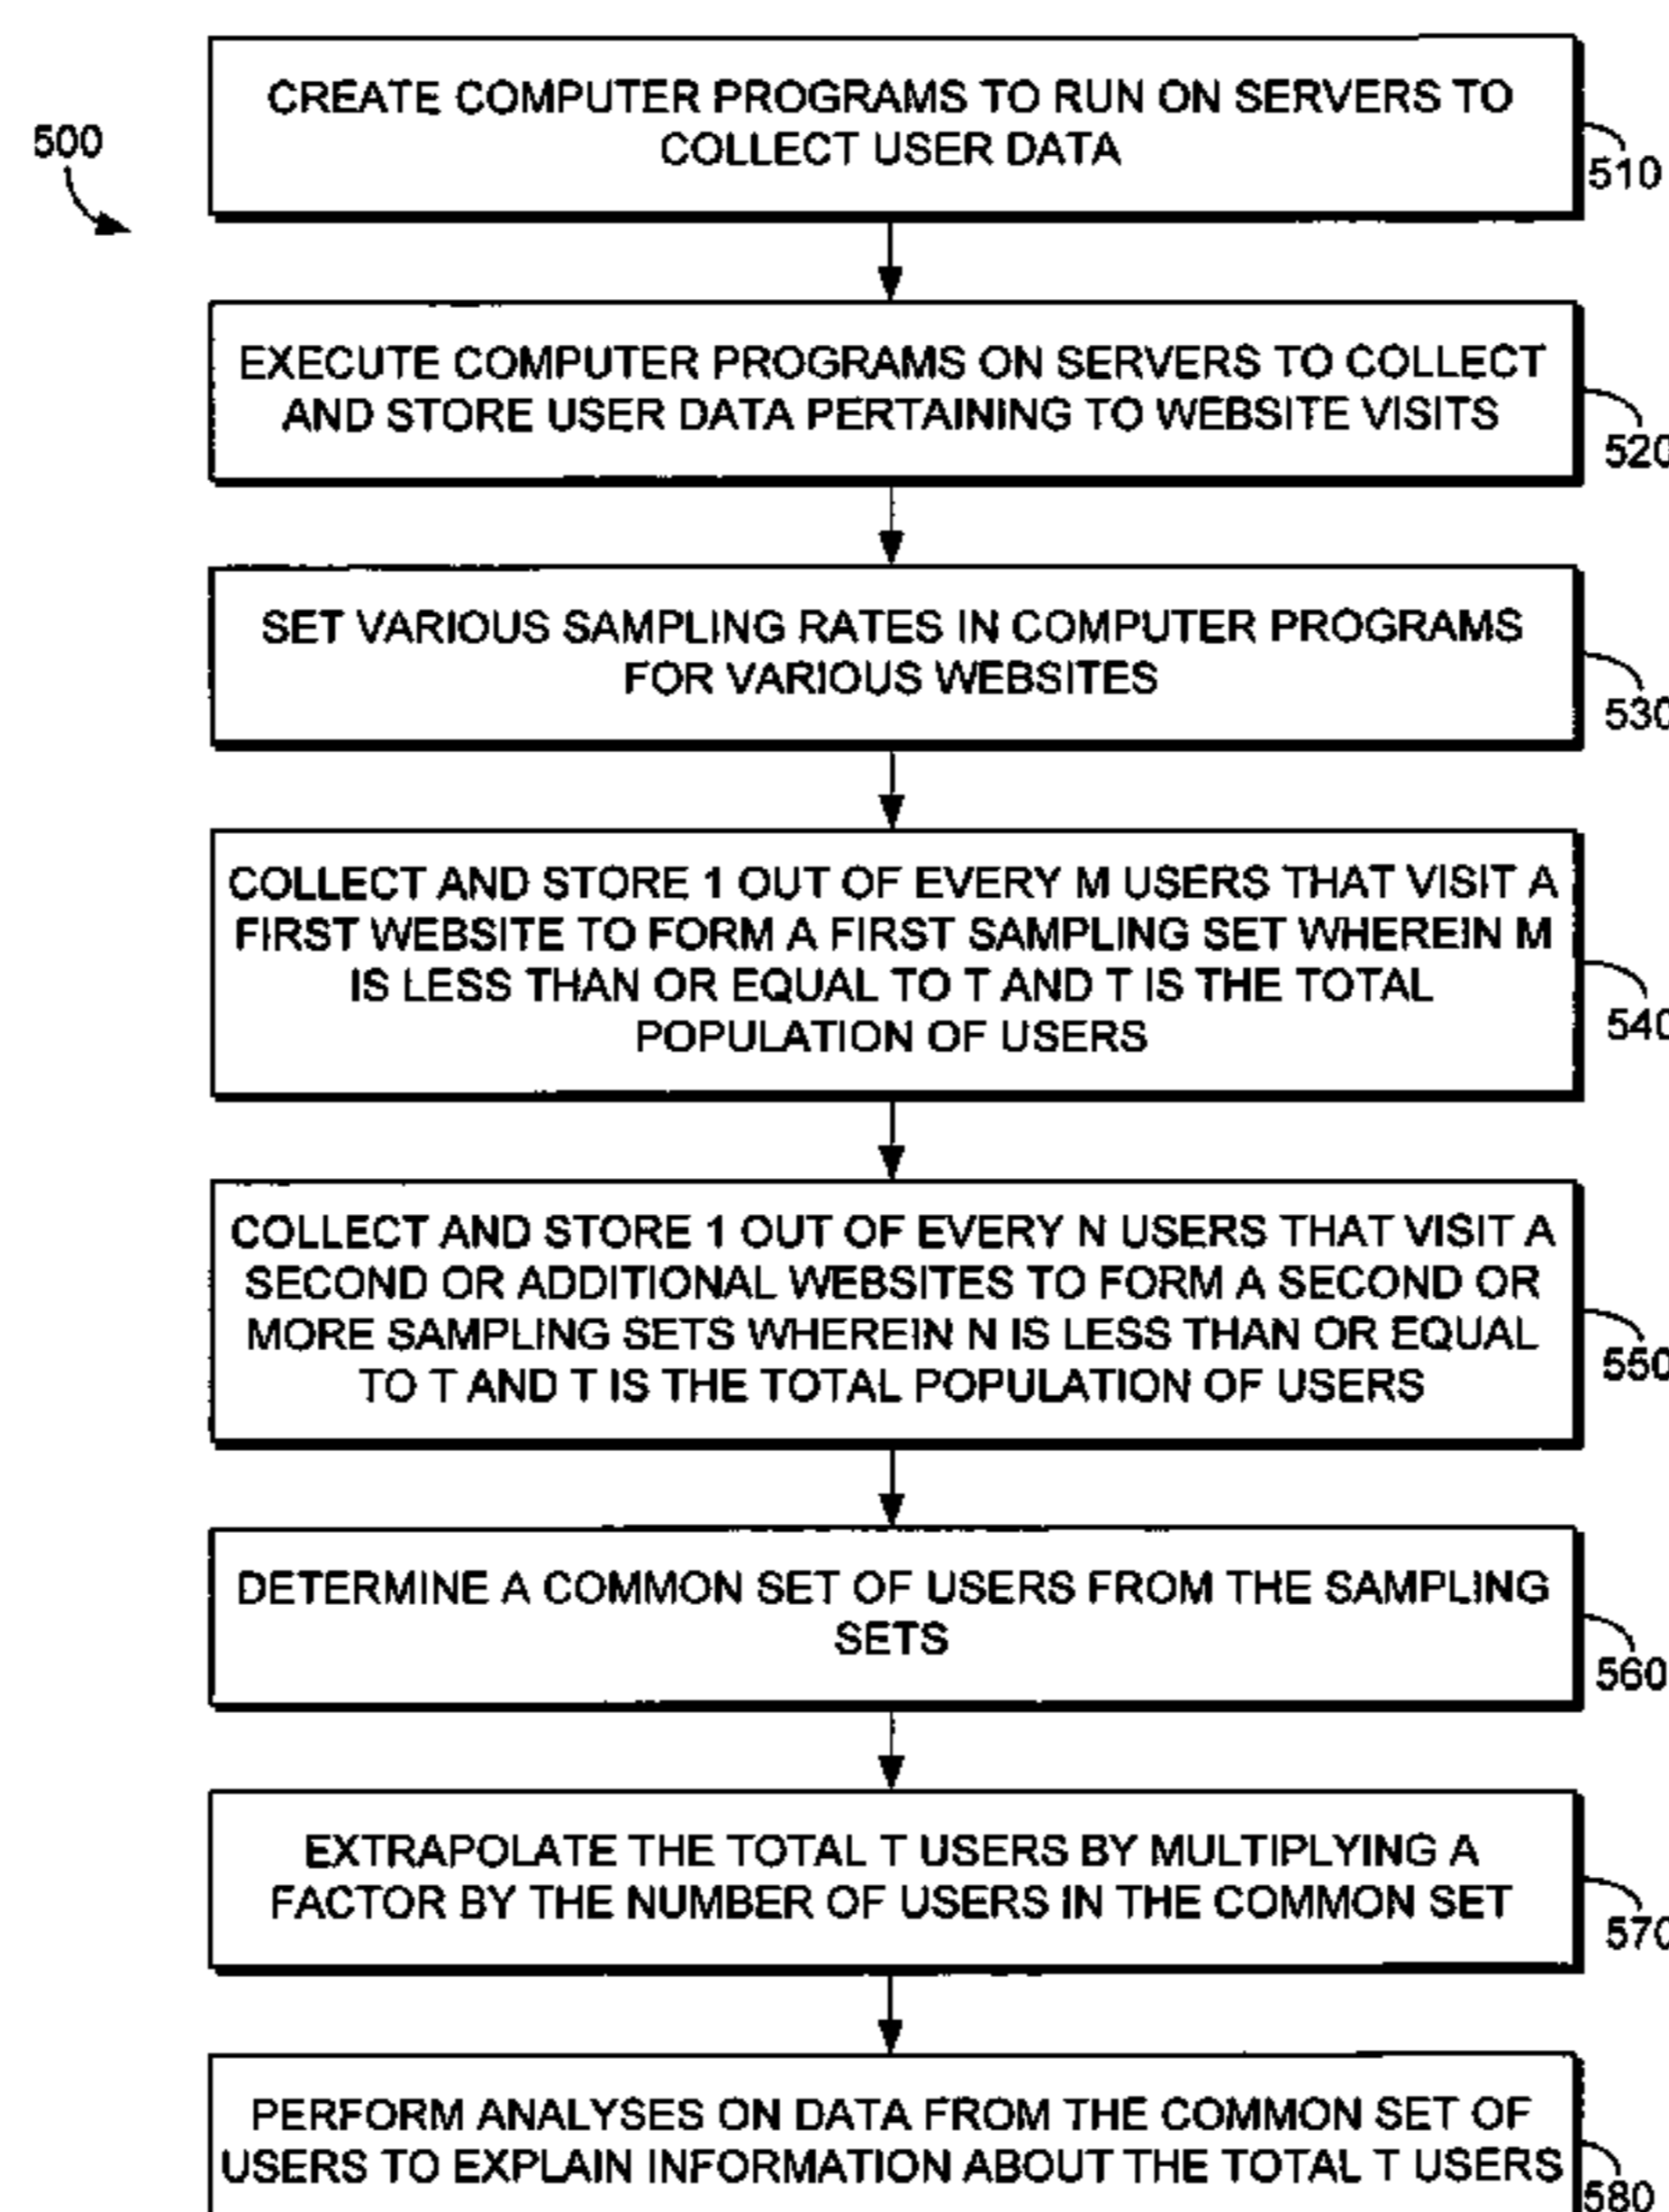 500
CREATE COMPUTER PROGRAMS TO RUN ON SERVERS TO
COLLECT USER DATA
510
EXECUTE COMPUTER PROGRAMS ON SERVERS TO COLLECT
AND STORE USER DATA PERTAINING TO WEBSITE VISITS
520
SET VARIOUS SAMPLING RATES IN COMPUTER PROGRAMS
FOR VARIOUS WEBSITES
530
COLLECT AND STORE 1 OUT OF EVERY M USERS THAT VISIT A
FIRST WEBSITE TO FORM A FIRST SAMPLING SET WHEREIN M
IS LESS THAN OR EQUAL TO T AND T IS THE TOTAL
POPULATION OF USERS
540
COLLECT AND STORE 1 OUT OF EVERY N USERS THAT VISIT A
SECOND OR ADDITIONAL WEBSITES TO FORM A SECOND OR
MORE SAMPLING SETS WHEREIN N IS LESS THAN OR EQUAL
TO T AND T IS THE TOTAL POPULATION OF USERS
550
DETERMINE A COMMON SET OF USERS FROM THE SAMPLING
SETS
560
EXTRAPOLATE THE TOTAL T USERS BY MULTIPLYING A
FACTOR BY THE NUMBER OF USERS IN THE COMMON SET
570
PERFORM ANALYSES ON DATA FROM THE COMMON SET OF
USERS TO EXPLAIN INFORMATION ABOUT THE TOTAL T USERS
580